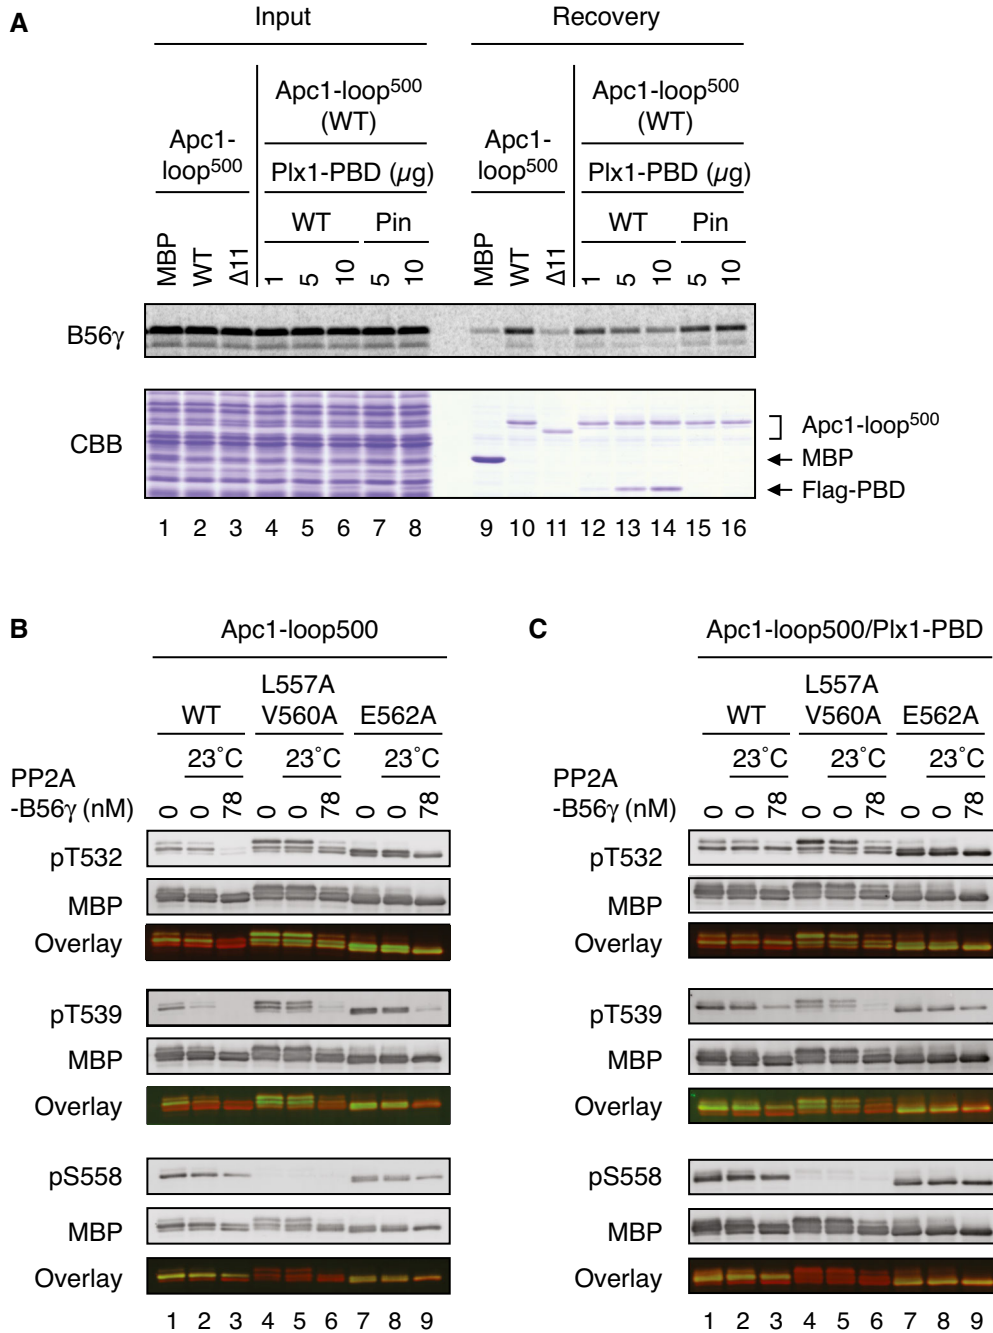 A
Input Recovery
Apc1-loop500 (WT) Apc1-loop500 (WT)
Apc1-loop500 Apc1-loop500
Plx1-PBD (µg) Plx1-PBD (µg)
WT Pin WT Pin
MBP WT Δ11 1 5 10 5 10 MBP WT Δ11 1 5 10 5 10
B56γ
CBB
Apc1-loop500
MBP
Flag-PBD
1 2 3 4 5 6 7 8 9 10 11 12 13 14 15 16
B
Apc1-loop500
L557A
WT V560A E562A
23˚C 23˚C 23˚C
PP2A
-B56γ (nM) 0 0 78 0 0 78 0 0 78
pT532
MBP
Overlay
pT539
MBP
Overlay
pS558
MBP
Overlay
1 2 3 4 5 6 7 8 9
C
Apc1-loop500/Plx1-PBD
L557A
WT V560A E562A
23˚C 23˚C 23˚C
PP2A
-B56γ (nM) 0 0 78 0 0 78 0 0 78
pT532
MBP
Overlay
pT539
MBP
Overlay
pS558
MBP
Overlay
1 2 3 4 5 6 7 8 9